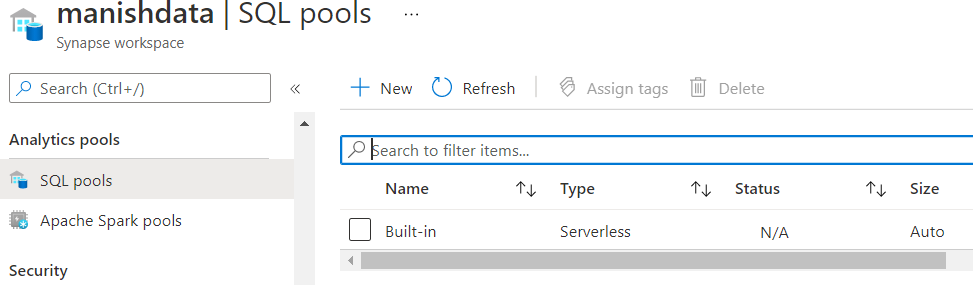 manishdata | SQL pools ...
Synapse workspace
Search (Ctrl+/) «
Analytics pools
SQL pools
Apache Spark pools
Security
+ New Refresh Assign tags Delete
Search to filter items...
Name ↑↓ Type ↑↓ Status ↑↓ Size
Built-in Serverless N/A Auto